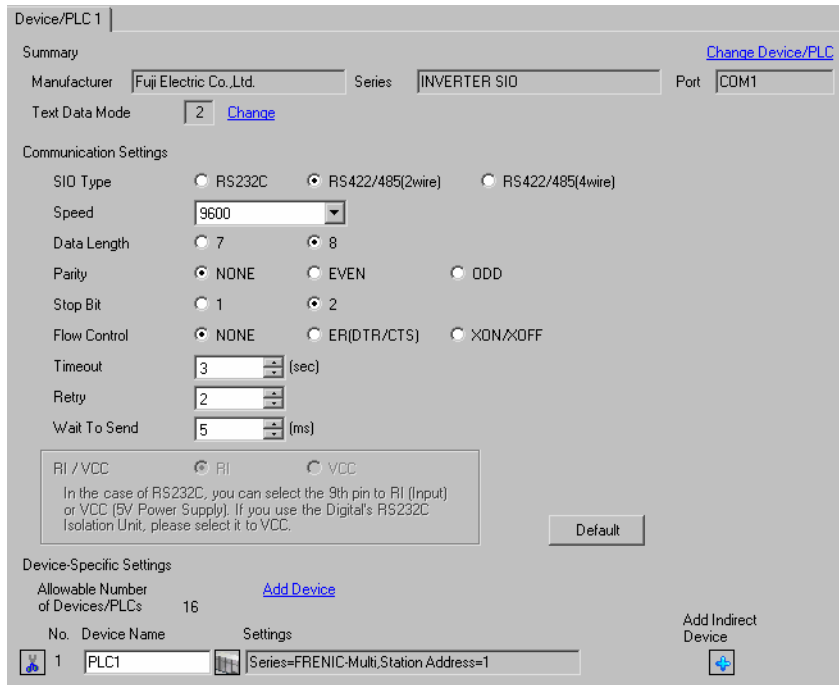 Device/PLC 1
Summary Change Device/PLC
Manufacturer Fuji Electric Co.,Ltd. Series INVERTER SIO Port COM1
Text Data Mode 2 Change
Communication Settings
SIO Type RS232C RS422/485(2wire) RS422/485(4wire)
Speed 9600
Data Length 7 8
Parity NONE EVEN ODD
Stop Bit 1 2
Flow Control NONE ER(DTR/CTS) XON/XOFF
Timeout 3 (sec)
Retry 2
Wait To Send 5 (ms)
RI / VCC RI VCC
In the case of RS232C, you can select the 9th pin to RI (Input)
or VCC (5V Power Supply). If you use the Digital's RS232C
Isolation Unit, please select it to VCC.
Default
Device-Specific Settings
Allowable Number
of Devices/PLCs 16 Add Device
Add Indirect
Device
No. Device Name Settings
1 PLC1 Series=FRENIC-Multi,Station Address=1